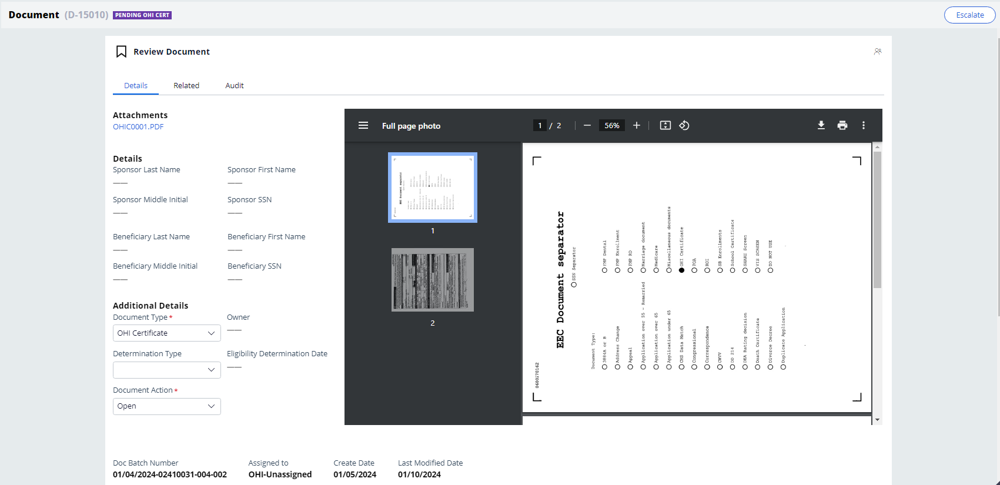 Document (D-15010) PENDING OHI CERT
Escalate
Review Document
Details Related Audit
Attachments
OHIC0001.PDF
Details
Sponsor Last Name Sponsor First Name
—— ——
Sponsor Middle Initial Sponsor SSN
—— ——
Beneficiary Last Name Beneficiary First Name
—— ——
Beneficiary Middle Initial Beneficiary SSN
—— ——
Additional Details
Document Type * Owner
OHI Certificate ——
Determination Type Eligibility Determination Date
——
Document Action *
Open
Full page photo
1 / 2
56%
1
2
0600270162
EEC Document separator
SSN Separator
Document Type:
3884A or B
Address Change
Appeal
Application over 55 - Remarried
Application over 65
Application under 65
CMS Data Match
Congressional
Correspondence
CWVV
DD 214
DEA Rating decision
Death Certificate
Divorce Decree
Duplicate Application
FMP Dental
FMP Enrollment
FMP RD
Marriage document
Medicare
Miscellaneous documents
OHI Certificate
POA
ROI
SB Enrollments
School Certificate
SHARE Screen
VIS SCREEN
DO NOT USE
Doc Batch Number Assigned to Create Date Last Modified Date
01/04/2024-02410031-004-002 OHI-Unassigned 01/05/2024 01/10/2024